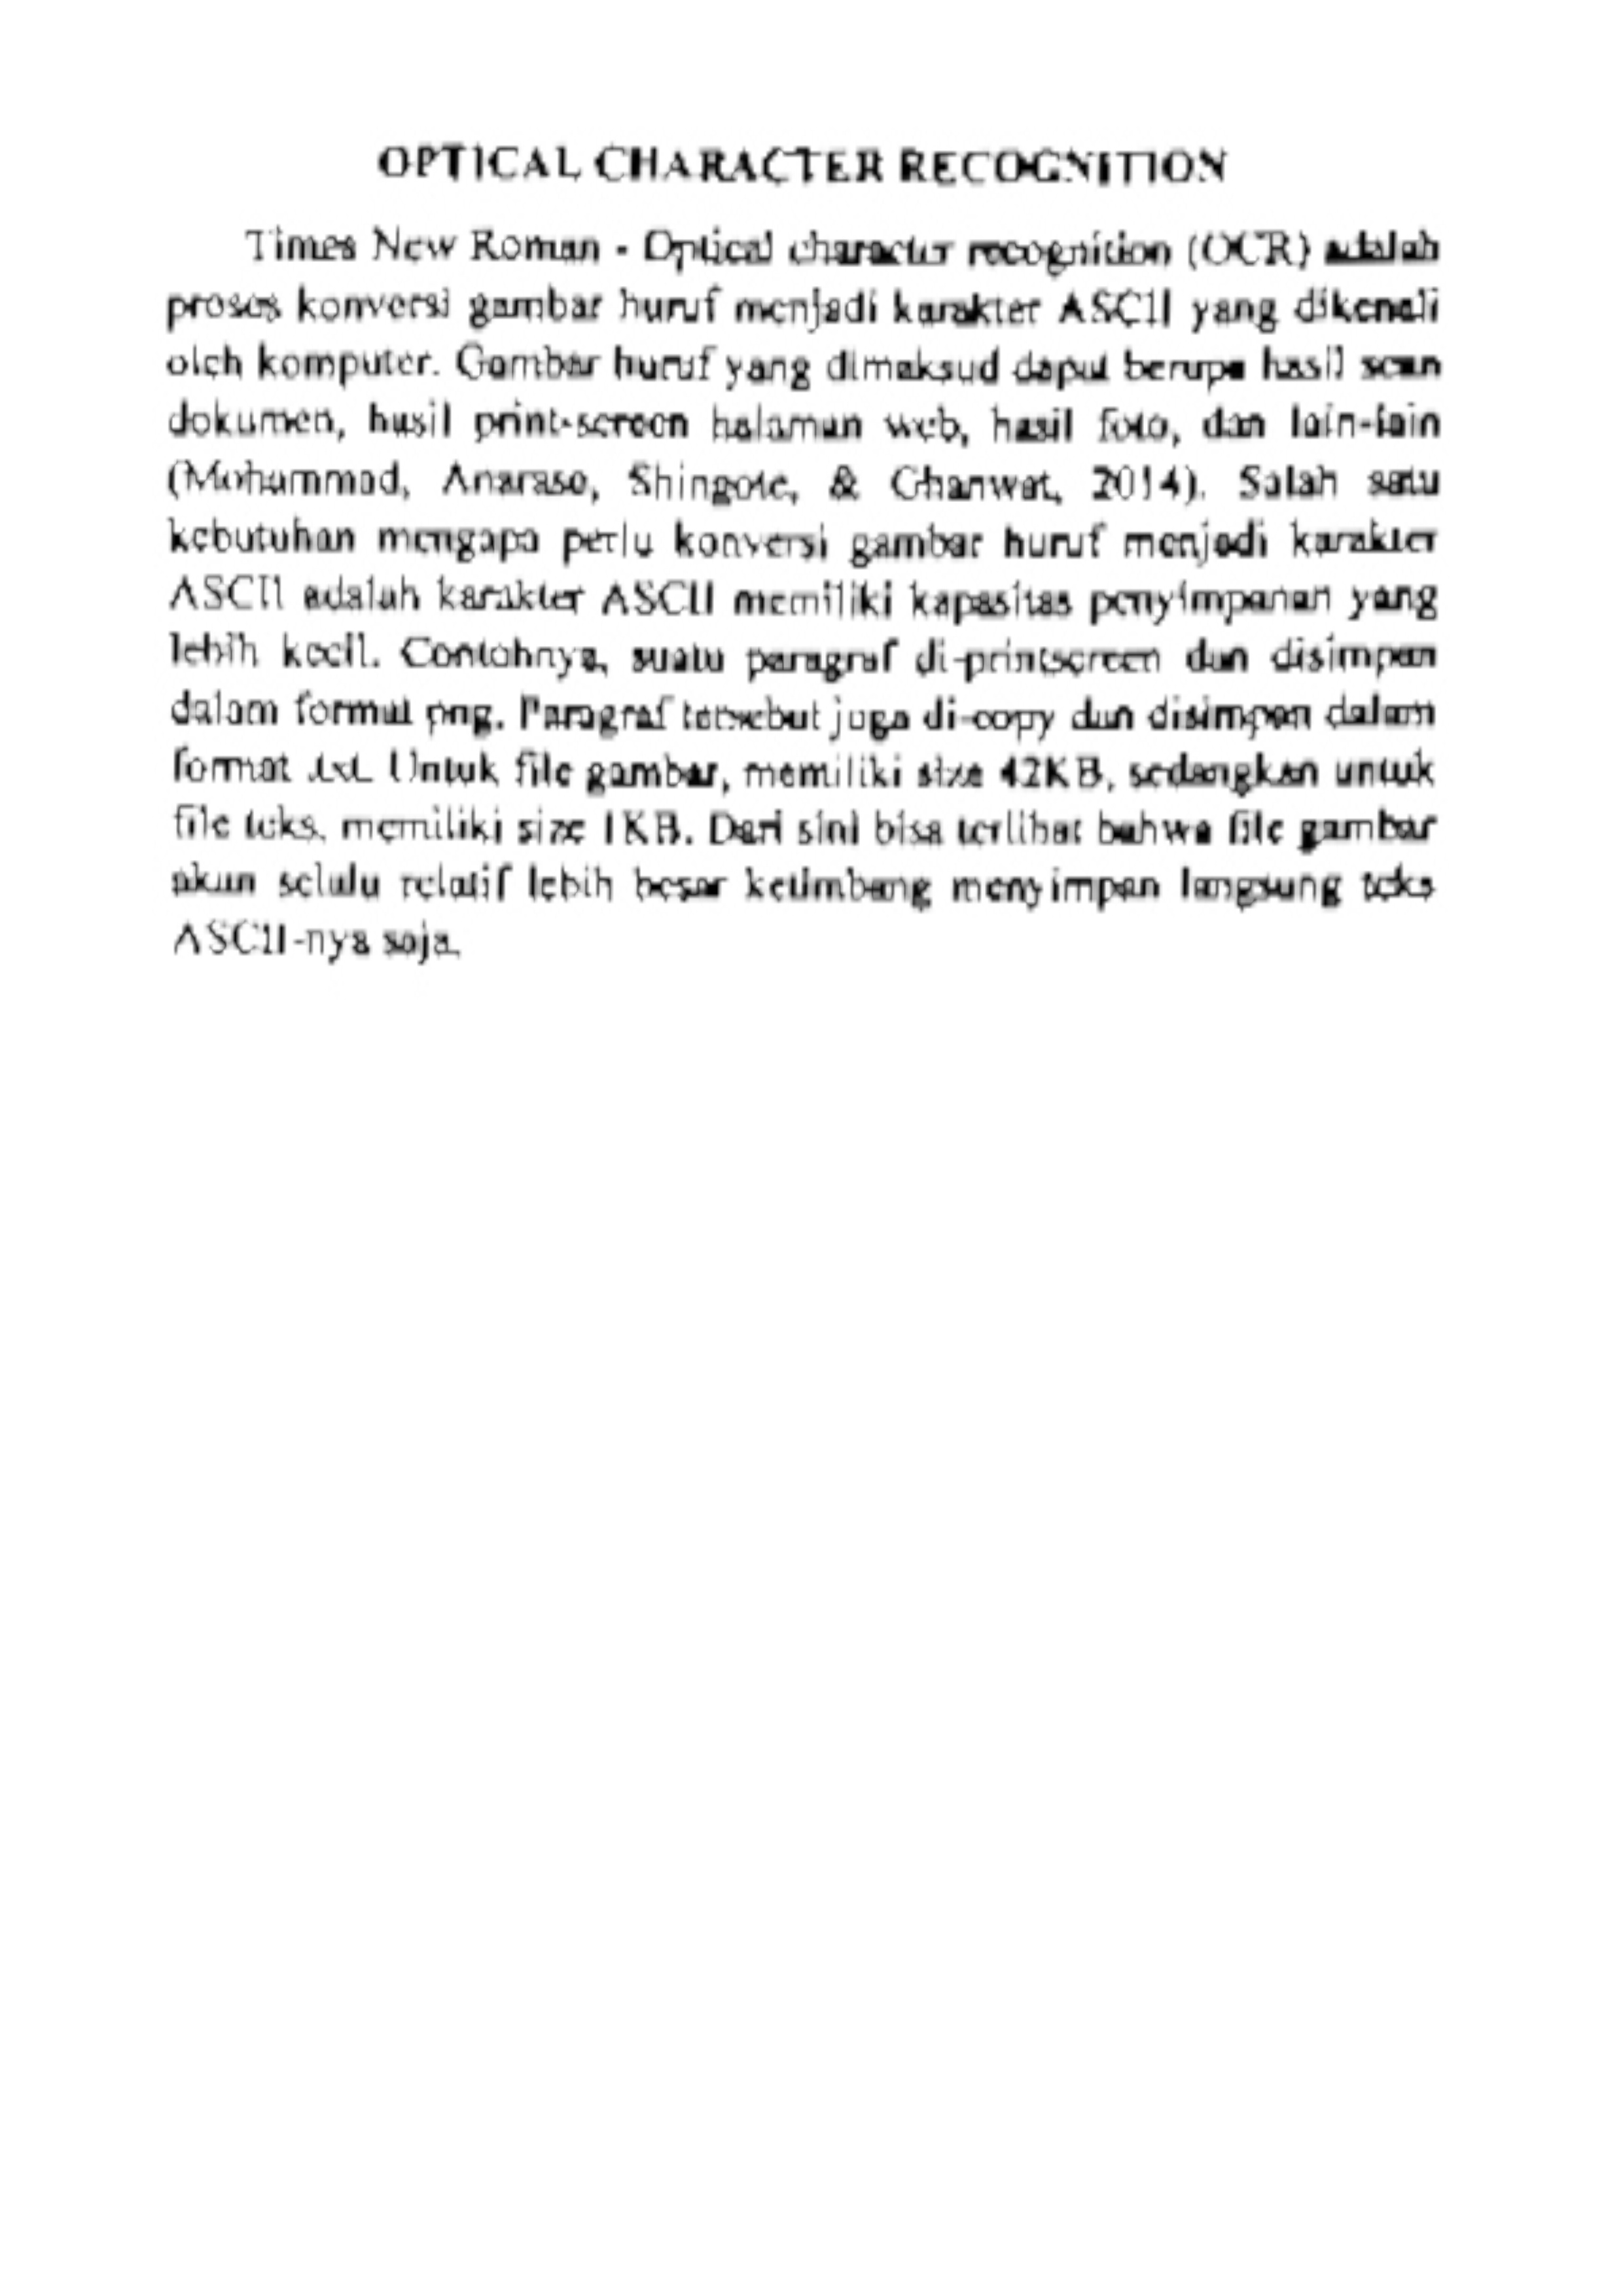 OPTICAL CHARACTER RECOGNITION
Times New Roman - Optical character recognition (OCR) adalah
proses konversi gambar huruf menjadi karakter ASCII yang dikenali
oleh komputer. Gambar huruf yang dimaksud dapat berupa hasil scan
dokumen, hasil print-screen halaman web, hasil foto, dan lain-lain
(Mohammad, Anarase, Shingote, & Ghanwat, 2014). Salah satu
kebutuhan mengapa perlu konversi gambar huruf menjadi karakter
ASCII adalah karakter ASCII memiliki kapasitas penyimpanan yang
lebih kecil. Contohnya, suatu paragraf di-printscreen dan disimpan
dalam format png. Paragraf tersebut juga di-copy dan disimpan dalam
format .txt. Untuk file gambar, memiliki size 42KB, sedangkan untuk
file teks, memiliki size 1KB. Dari sini bisa terlihat bahwa file gambar
akan selalu relatif lebih besar ketimbang menyimpan langsung teks
ASCII-nya saja.